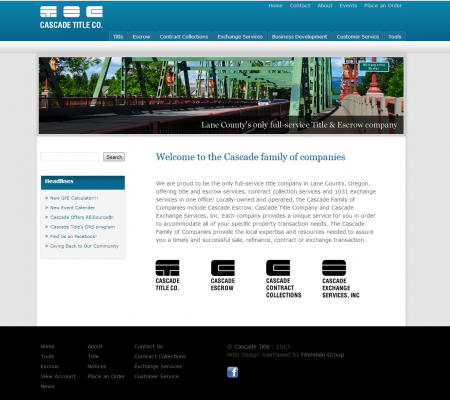 Home Contact About Events Place an Order
CASCADE TITLE CO.
Title Escrow Contract Collections Exchange Services Business Development Customer Service Tools
Lane County's only full-service Title & Escrow company
Search
Welcome to the Cascade family of companies
Headlines
New GFE Calculator!!
New Event Calender
Cascade Offers RESource®!
Cascade Title's DRS program
Find Us on Facebook!
Giving Back to Our Community
We are proud to be the only full-service title company in Lane County, Oregon,
offering title and escrow services, contract collection services and 1031 exchange
services in one office! Locally-owned and operated, the Cascade Family of
Companies include Cascade Escrow, Cascade Title Company and Cascade
Exchange Services, Inc. Each company provides a unique service for you in order
to accommodate all of your specific property transaction needs. The Cascade
Family of Companies provide the local expertise and resources needed to assure
you a timely and successful sale, refinance, contract or exchange transaction.
CASCADE
TITLE CO.
CASCADE
ESCROW
CASCADE
CONTRACT
COLLECTIONS
CASCADE
EXCHANGE
SERVICES, INC
Home About Contact Us
Tools Title Contract Collections
Escrow Notices Exchange Services
View Account Place an Order Customer Service
News
© Cascade Title - 2013
Web Design maintained by Feynman Group